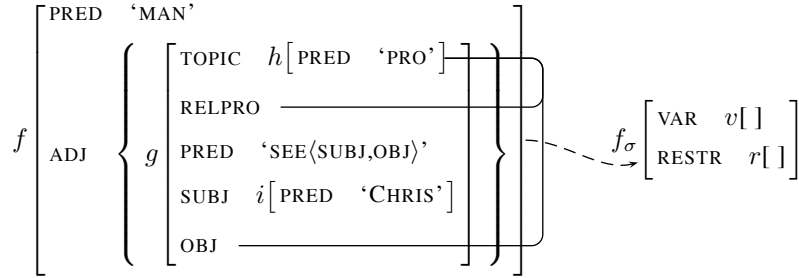 PRED ‘MAN’
TOPIC h[PRED ‘PRO’]
RELPRO
f ADJ { g PRED ‘SEE⟨SUBJ,OBJ⟩’ }
SUBJ i[PRED ‘CHRIS’]
OBJ
fσ VAR v[ ]
RESTR r[ ]